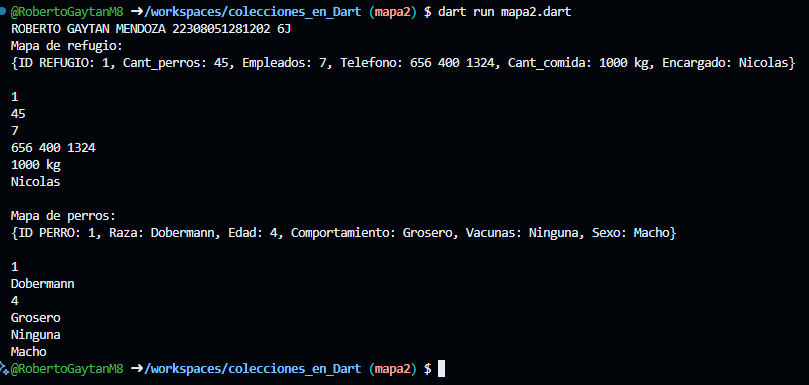 @RobertoGaytanM8 ➜/workspaces/colecciones_en_Dart (mapa2) $ dart run mapa2.dart
ROBERTO GAYTAN MENDOZA 22308051281202 6J
Mapa de refugio:
{ID REFUGIO: 1, Cant_perros: 45, Empleados: 7, Telefono: 656 400 1324, Cant_comida: 1000 kg, Encargado: Nicolas}
1
45
7
656 400 1324
1000 kg
Nicolas
Mapa de perros:
{ID PERRO: 1, Raza: Dobermann, Edad: 4, Comportamiento: Grosero, Vacunas: Ninguna, Sexo: Macho}
1
Dobermann
4
Grosero
Ninguna
Macho
@RobertoGaytanM8 ➜/workspaces/colecciones_en_Dart (mapa2) $